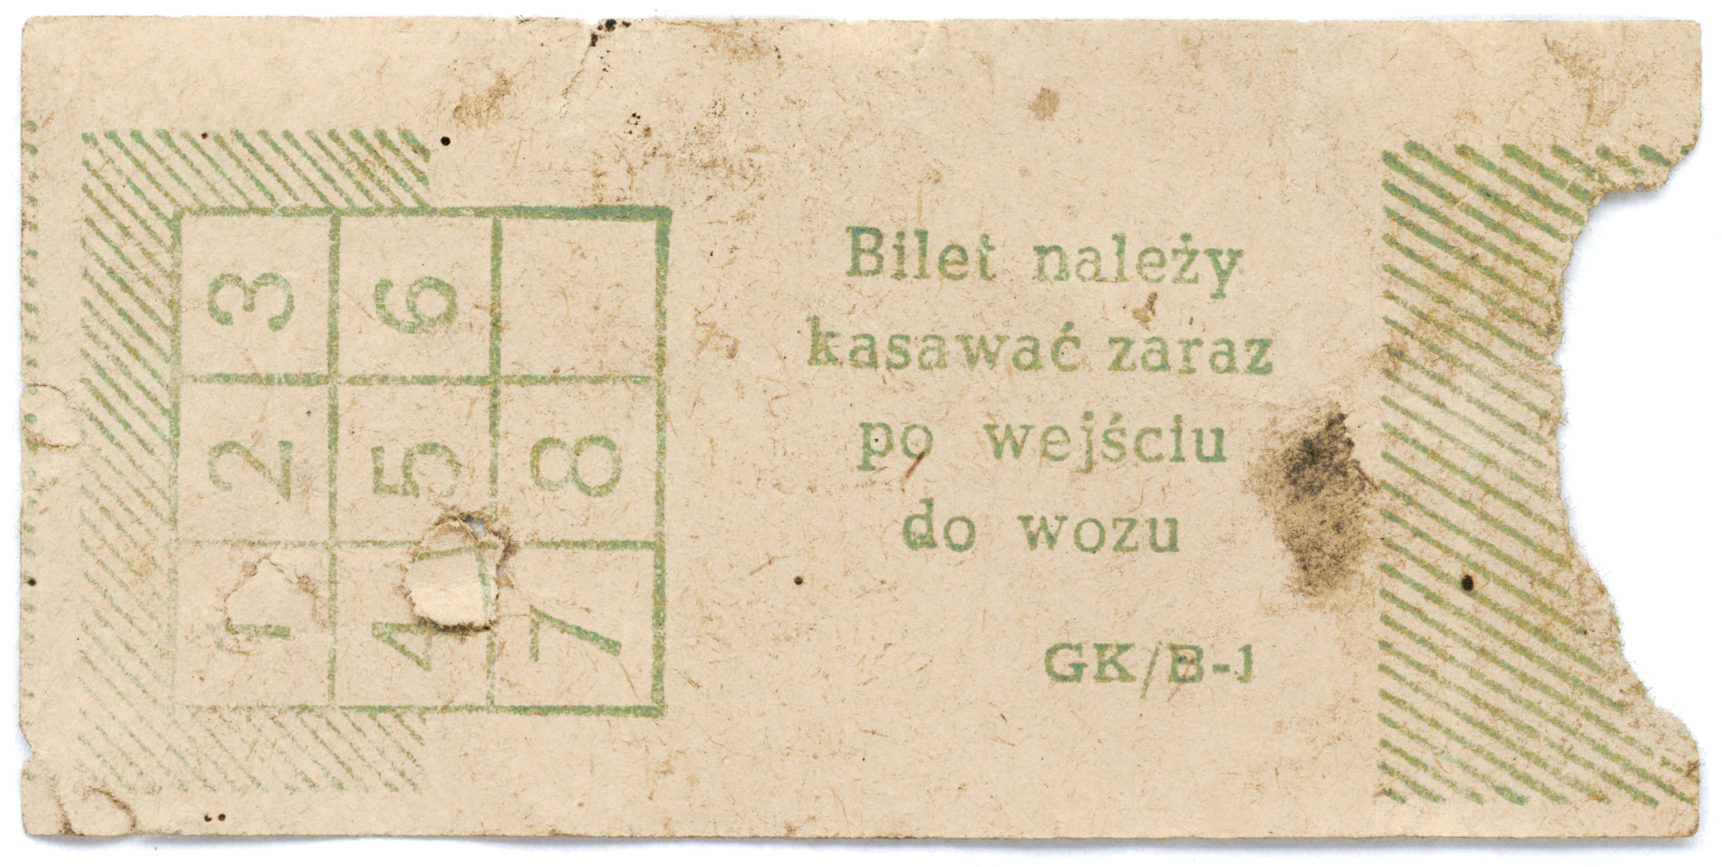 3 6
2 5 8
1 4 7
Bilet należy
kasawać zaraz
po wejściu
do wozu
GK/B-1